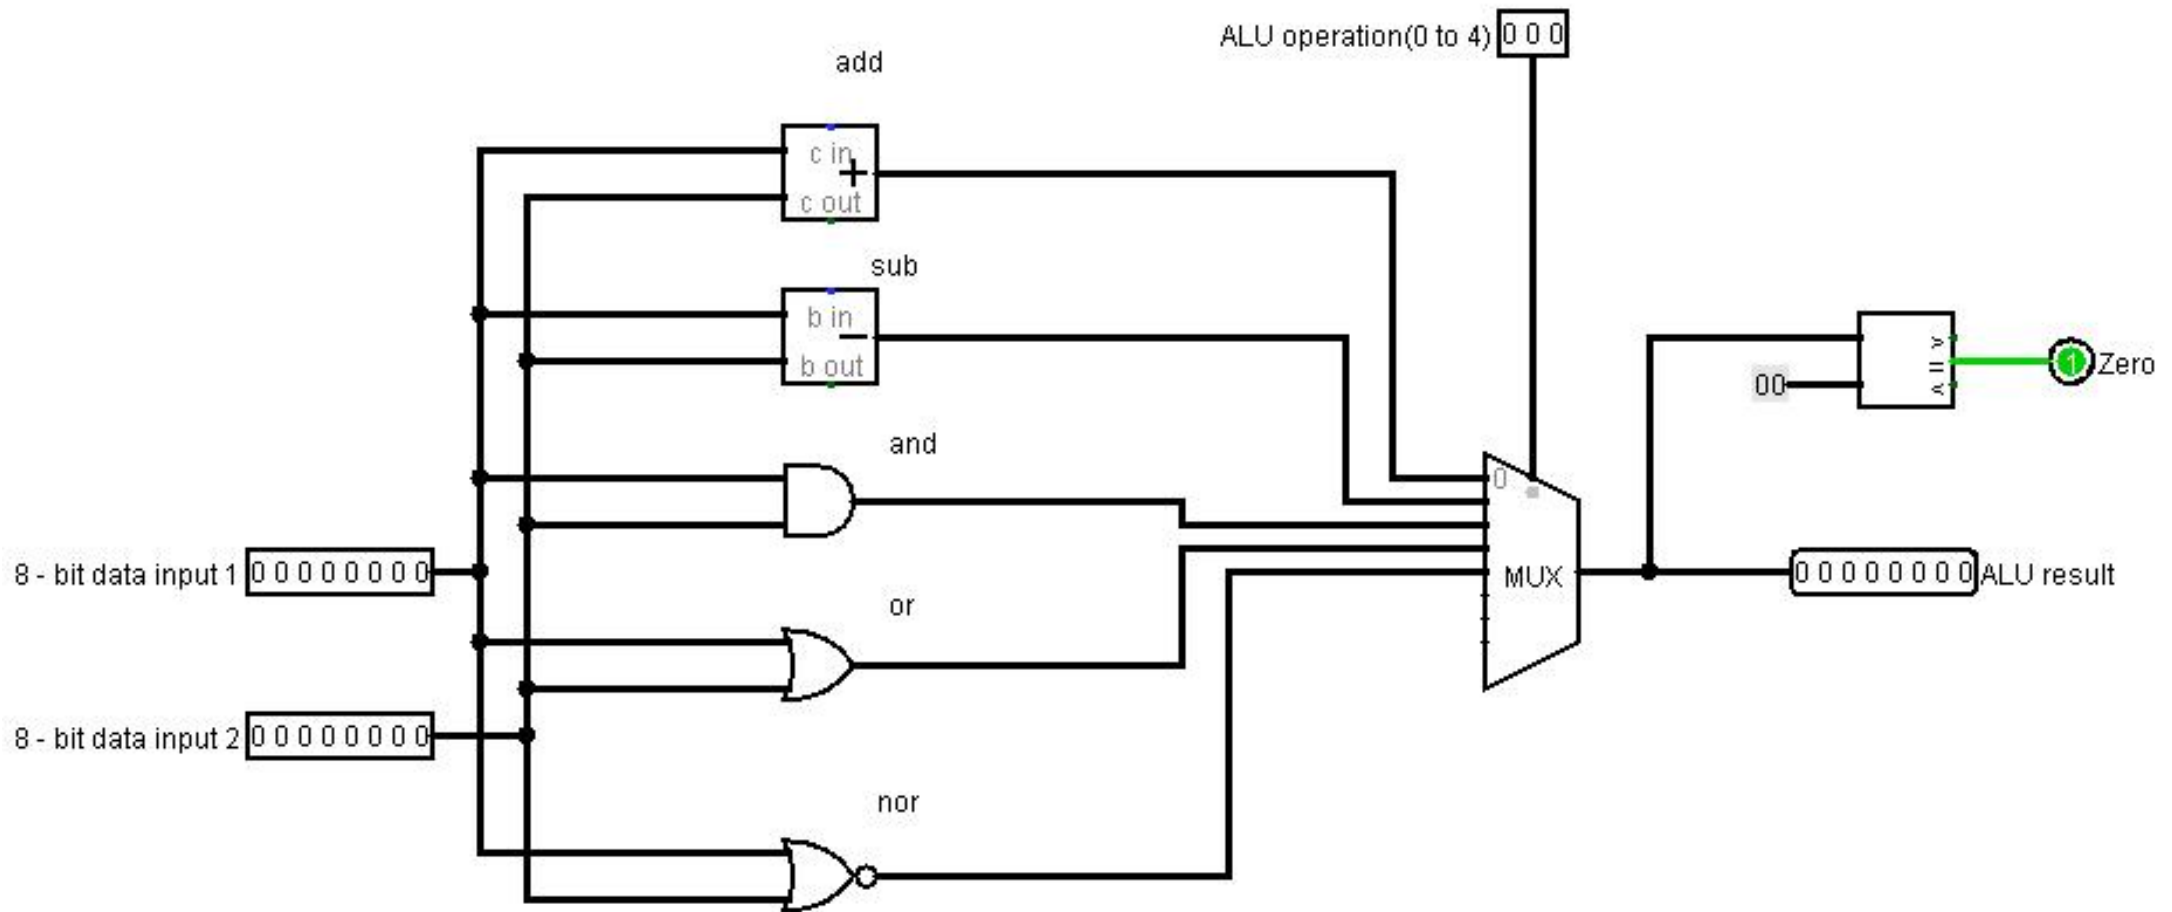 ALU operation(0 to 4) 0 0 0
add
c in
+
c out
sub
b in
−
b out
and
0
>
=
<
1 Zero
00
8 - bit data input 1 0 0 0 0 0 0 0 0
MUX
0 0 0 0 0 0 0 0 ALU result
or
8 - bit data input 2 0 0 0 0 0 0 0 0
nor